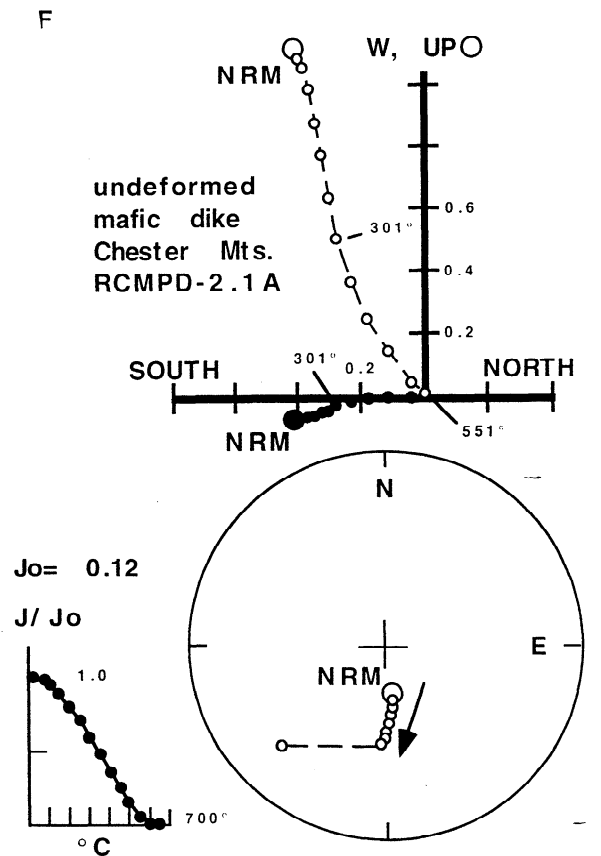 F
W, UP
NRM
undeformed
mafic dike
Chester Mts.
RCMPD-2.1A
0.6
301°
0.4
0.2
SOUTH
301°
0.2
NORTH
NRM
551°
N
Jo= 0.12
J/Jo
1.0
E
NRM
700°
°C